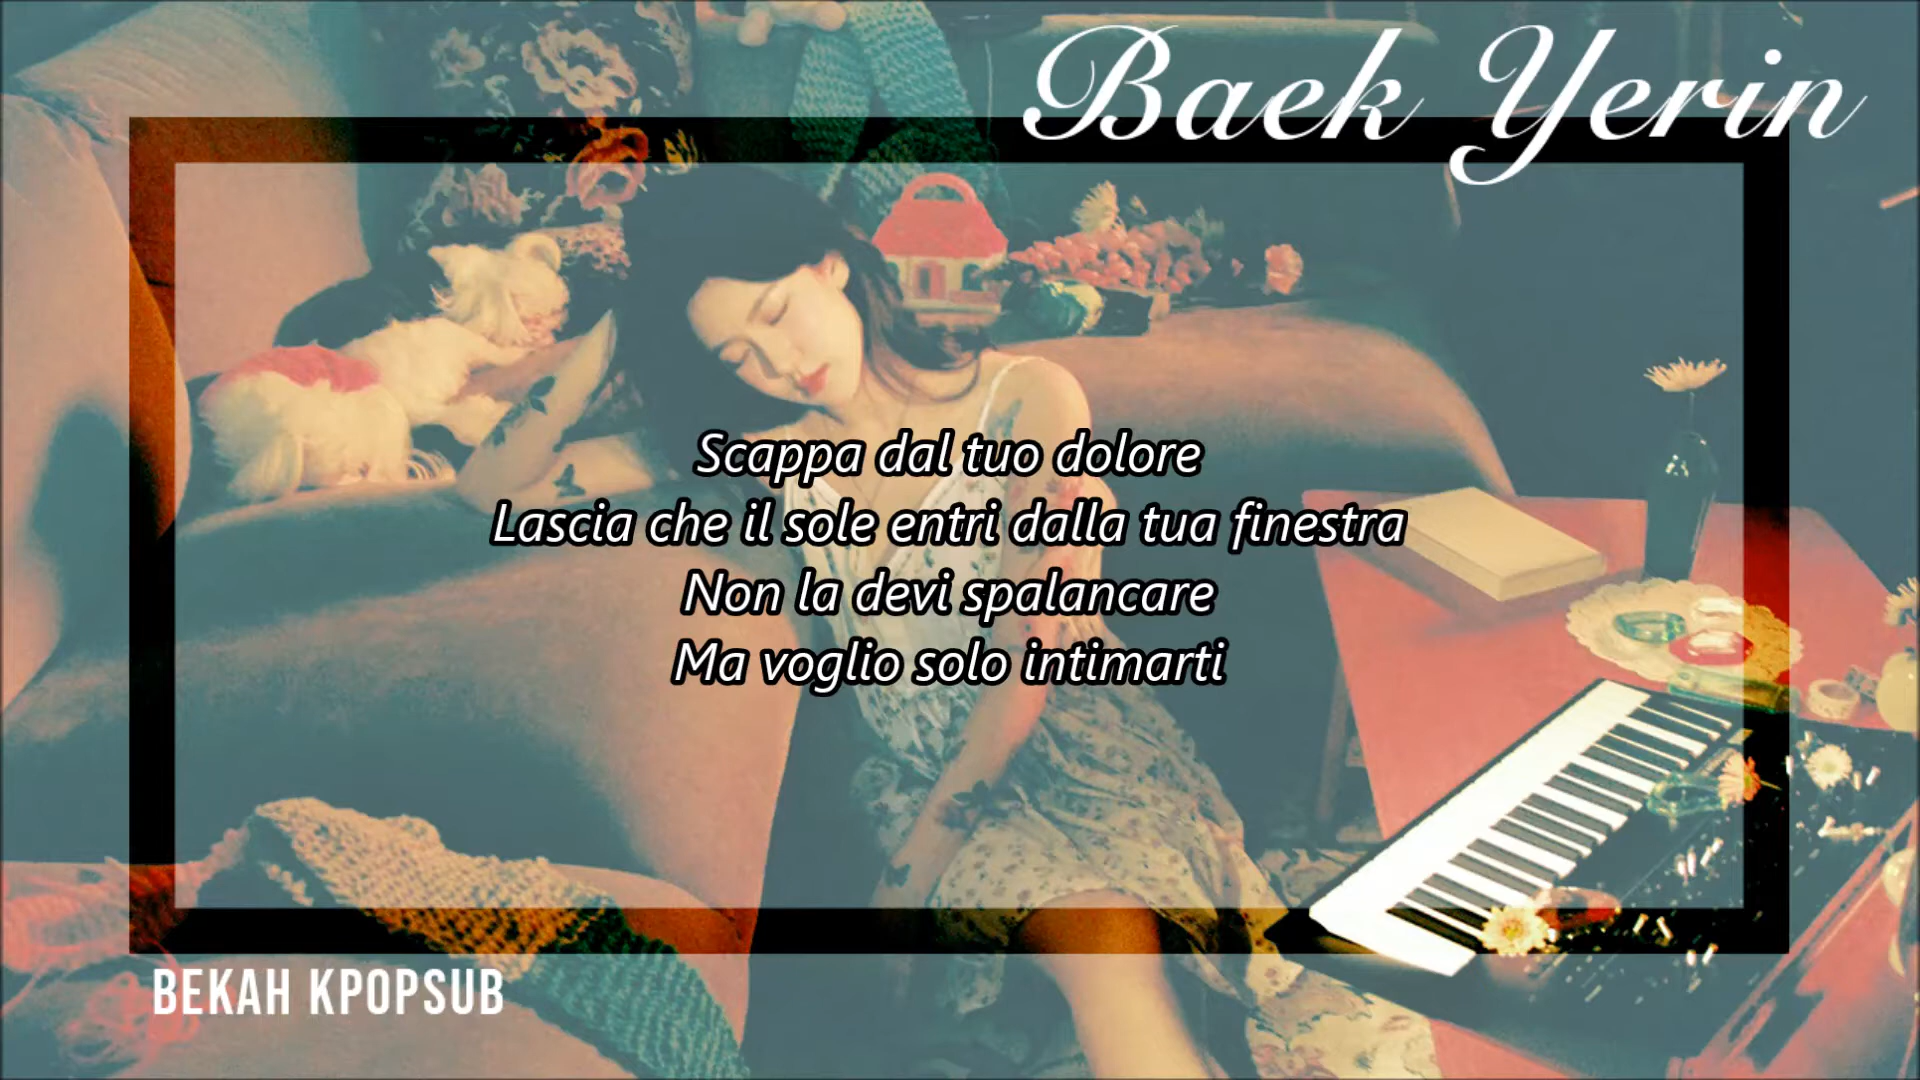 Baek Yerin
Scappa dal tuo dolore
Lascia che il sole entri dalla tua finestra
Non la devi spalancare
Ma voglio solo intimarti
BEKAH KPOPSUB